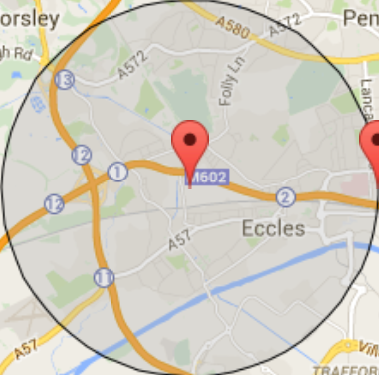 orsley
A580
A572
Pen
gh Rd
A572
Folly Ln
13
Lanca
12
1
M602
12
2
Eccles
A57
11
A57
Vil
TRAFFOR